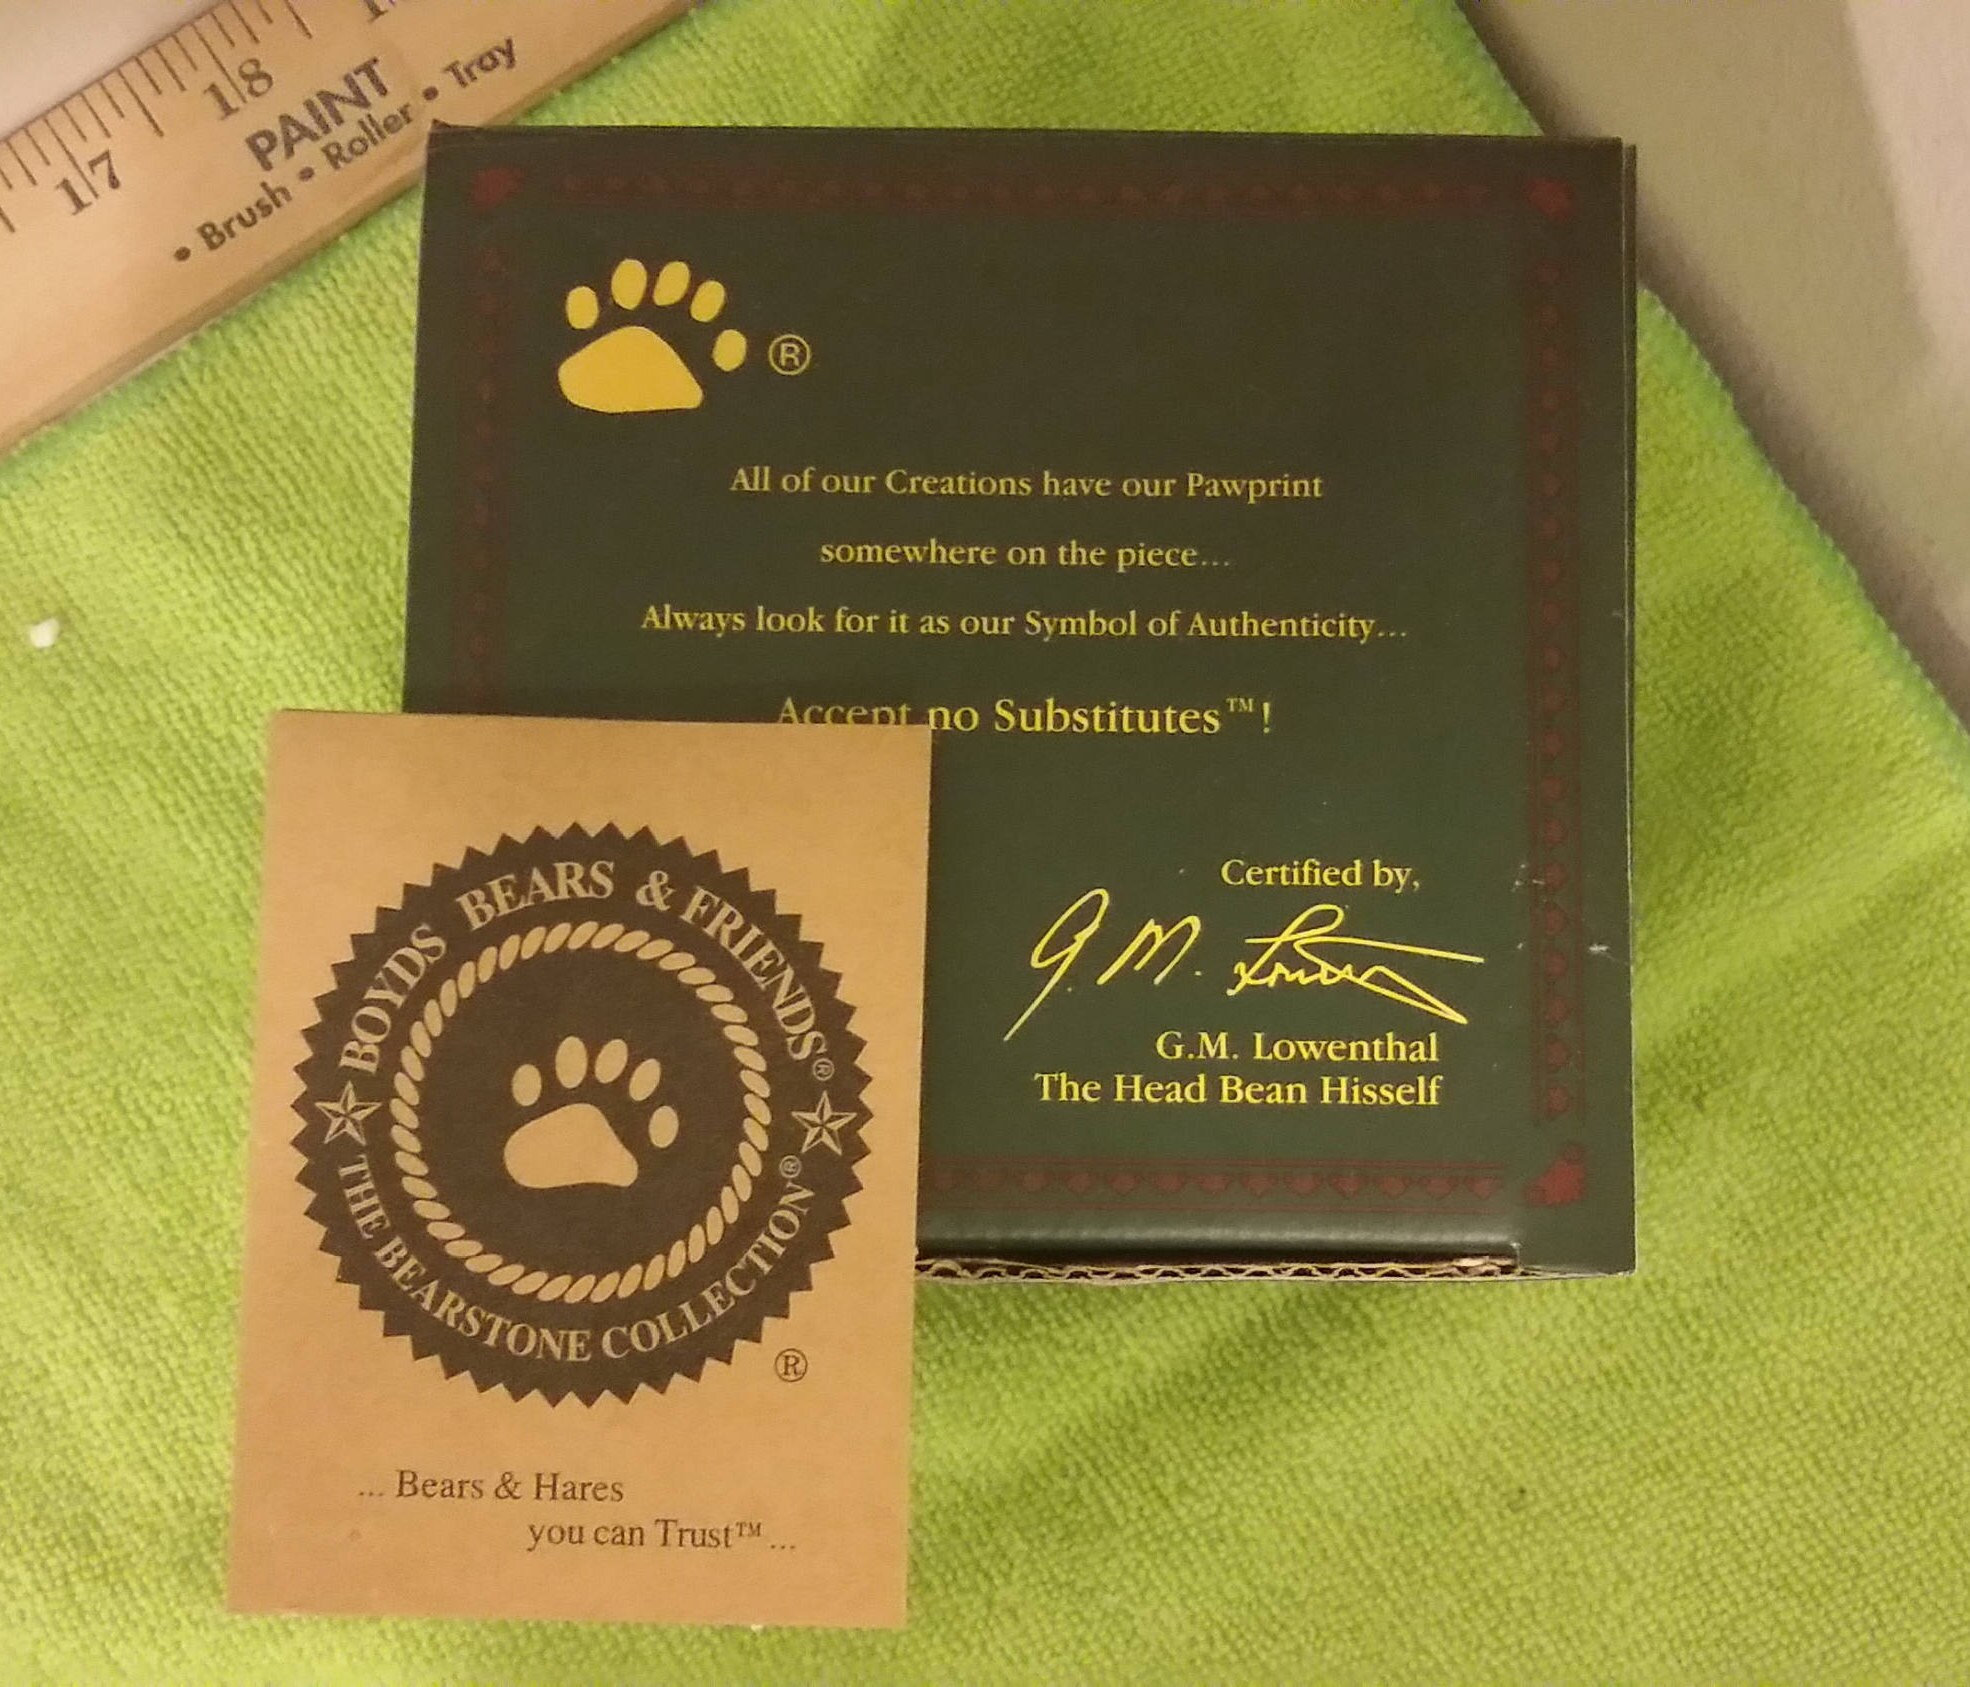 17 18
PAINT
• Brush • Roller • Tray
®
All of our Creations have our Pawprint
somewhere on the piece...
Always look for it as our Symbol of Authenticity...
Accept no Substitutes™!
Certified by,
G.M. Lowenthal
The Head Bean Hisself
BOYDS BEARS & FRIENDS®
THE BEARSTONE COLLECTION®
®
... Bears & Hares
you can Trust™ ...